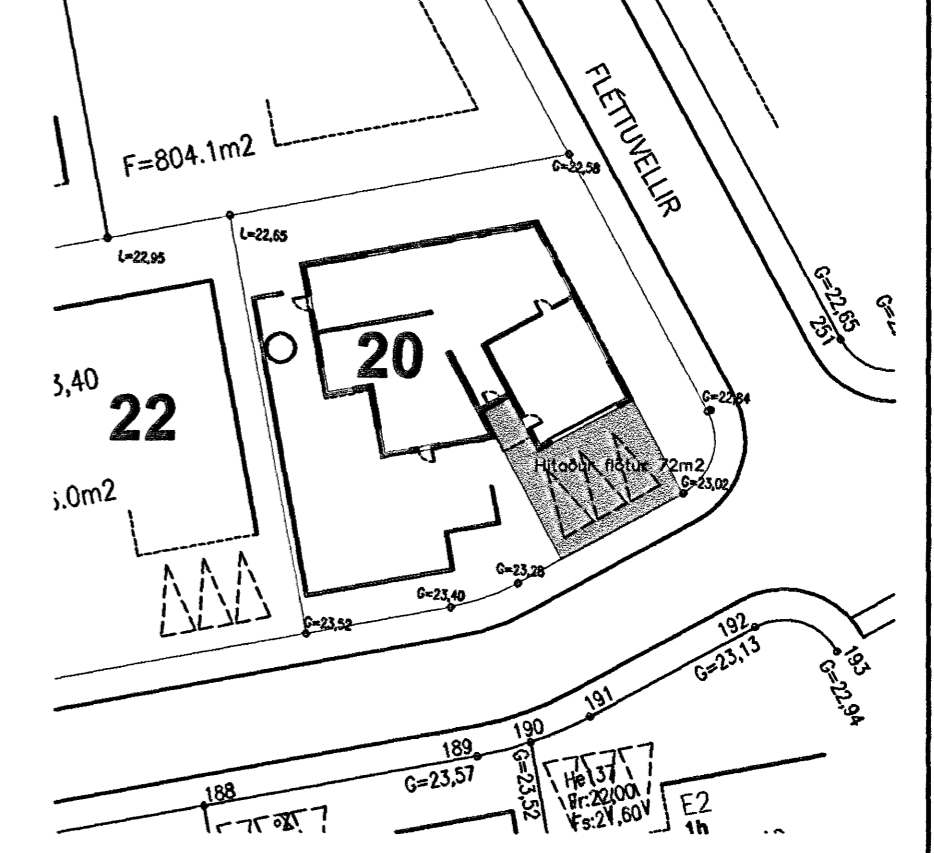 FLÉTTUVELLIR
F=804.1m2
G=22,58
L=22,65
L=22,95
G=22,65
251
20
3,40
22
G=22,64
Hitaður flötur 72m2
G=23,02
.0m2
G=23,28
G=23,40
G=23,52
192
G=23,13
193
G=22,94
191
190
G=23,52
189
G=23,57
188
E2
1h